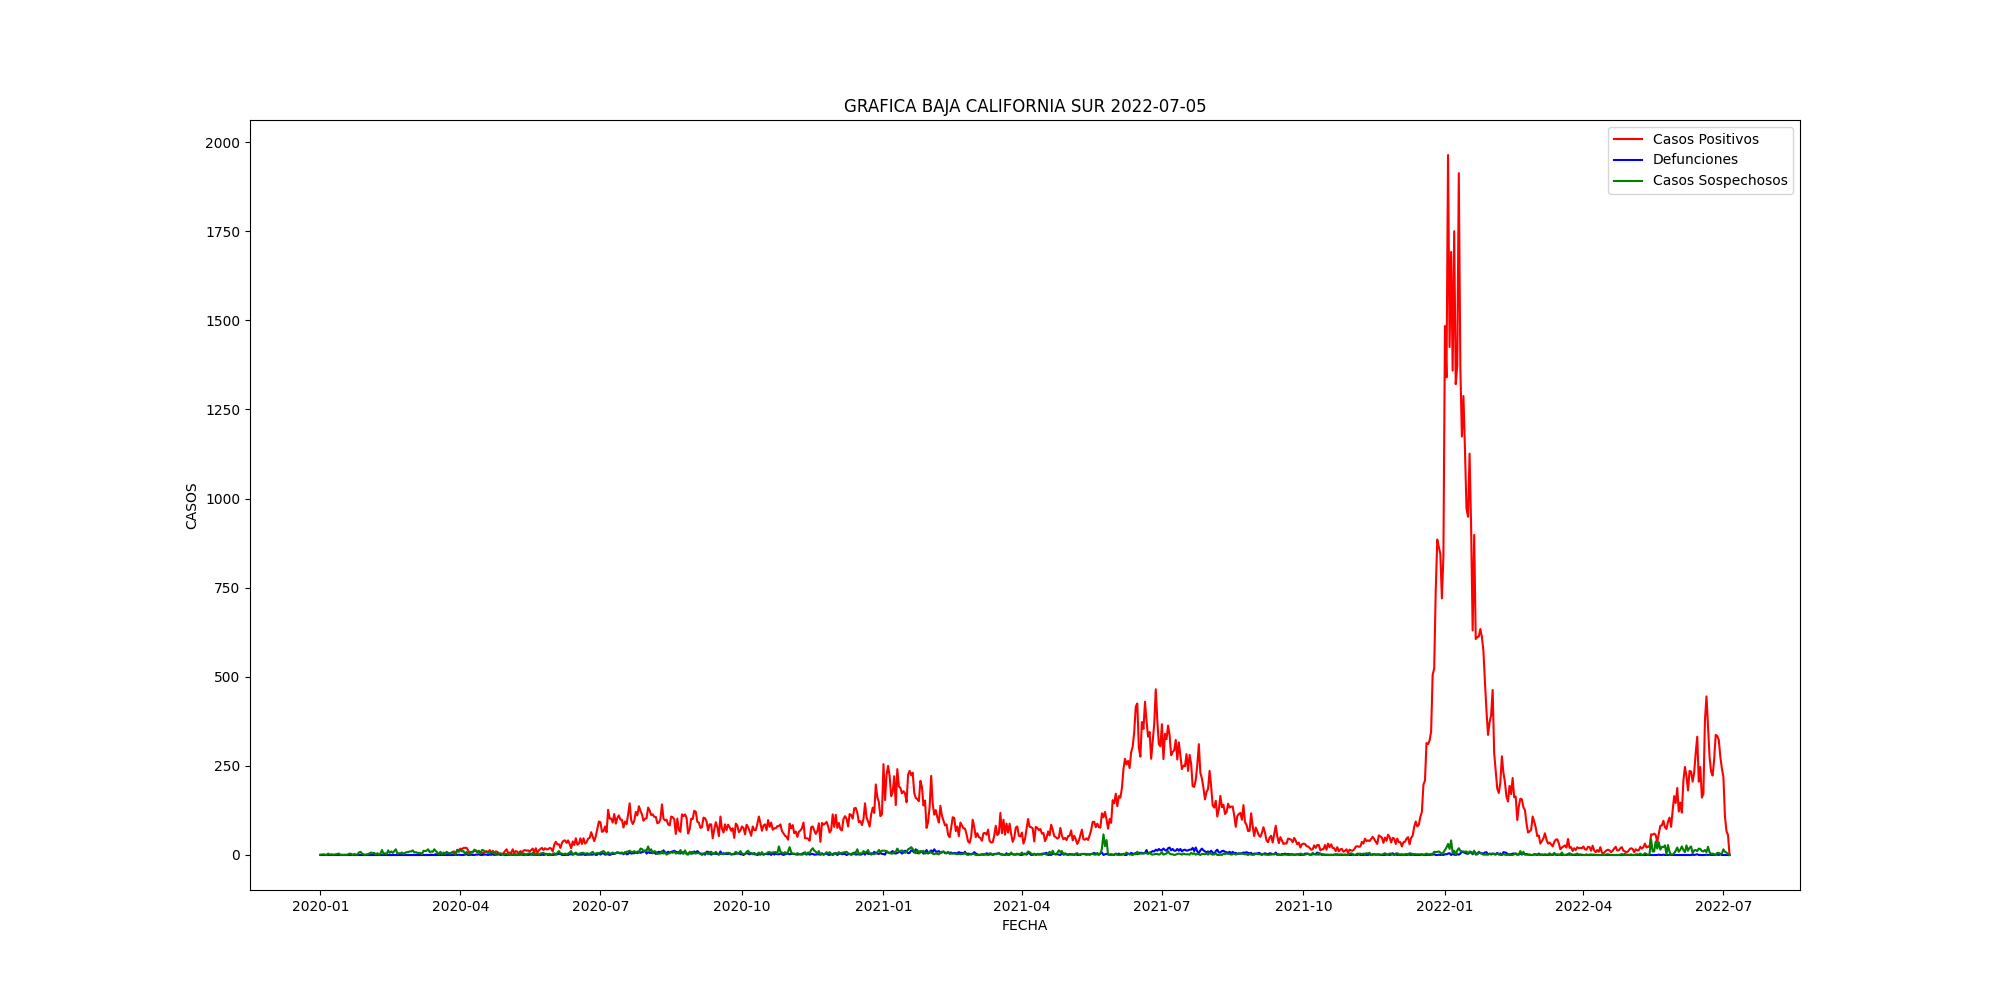 GRAFICA BAJA CALIFORNIA SUR 2022-07-05
Casos Positivos
Defunciones
Casos Sospechosos
2000
1750
1500
1250
1000
750
500
250
0
CASOS
2020-01 2020-04 2020-07 2020-10 2021-01 2021-04 2021-07 2021-10 2022-01 2022-04 2022-07
FECHA